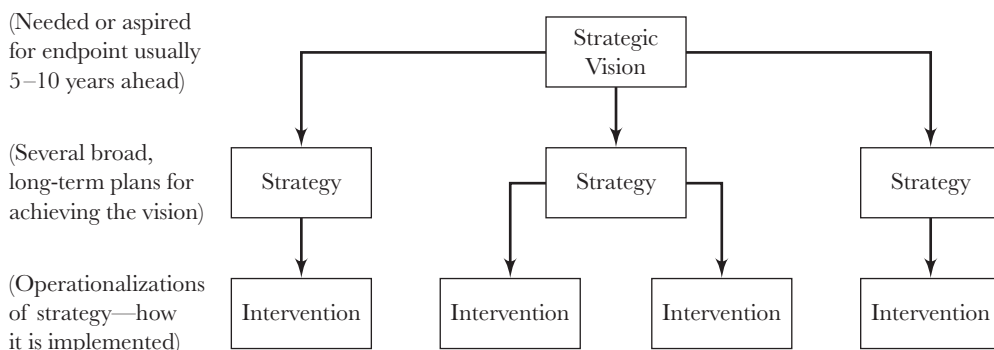 (Needed or aspired
for endpoint usually
5–10 years ahead)
Strategic
Vision
(Several broad,
long-term plans for
achieving the vision)
Strategy
Strategy
Strategy
(Operationalizations
of strategy—how
it is implemented)
Intervention
Intervention
Intervention
Intervention